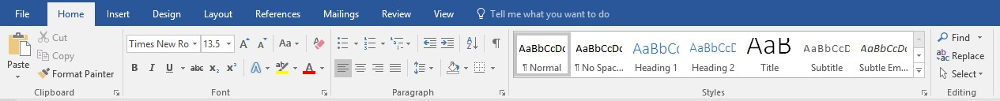 File Home Insert Design Layout References Mailings Review View Tell me what you want to do
Paste
Cut
Copy
Format Painter
Clipboard
Times New Ro 13.5 A A Aa A
B I U abc x₂ x² A ab A
Font
A Z ¶
Paragraph
AaBbCcDc AaBbCcDc AaBbCc AaBbCcD AaB AaBbCcD AaBbCcDc
¶ Normal ¶ No Spac... Heading 1 Heading 2 Title Subtitle Subtle Em...
Styles
Find
Replace
Select
Editing